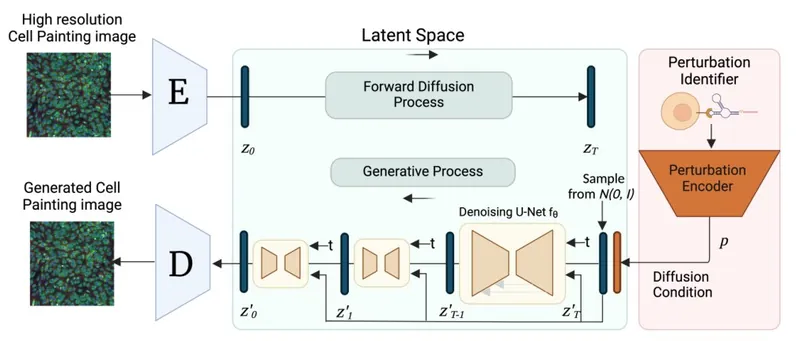 High resolution
Cell Painting image
E
Latent Space
z0
Forward Diffusion
Process
zT
Perturbation
Identifier
Perturbation
Encoder
p
Diffusion
Condition
Generated Cell
Painting image
D
Generative Process
Sample
from N(0, I)
Denoising U-Net fθ
t
t
t
z'0
z'1
z'T-1
z'T